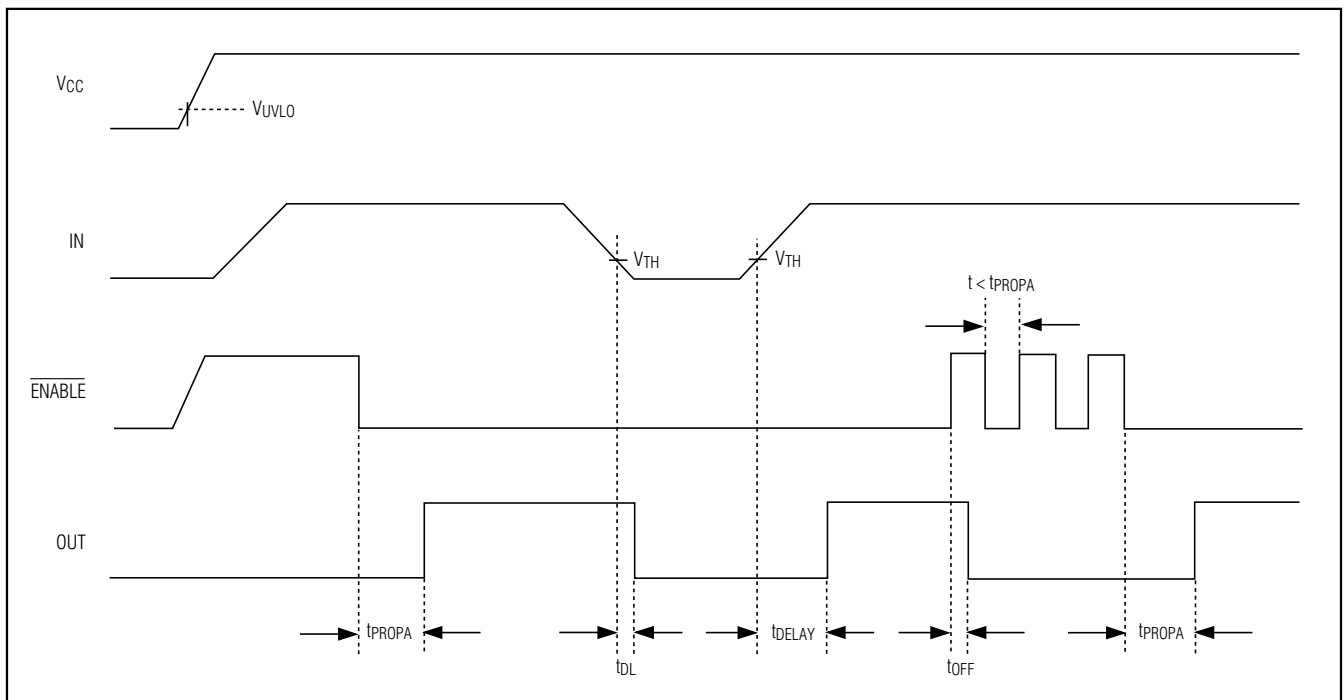 VCC
VUVLO
IN
VTH
VTH
t < tPROPA
ENABLE
OUT
tPROPA
tDL
tDELAY
tOFF
tPROPA